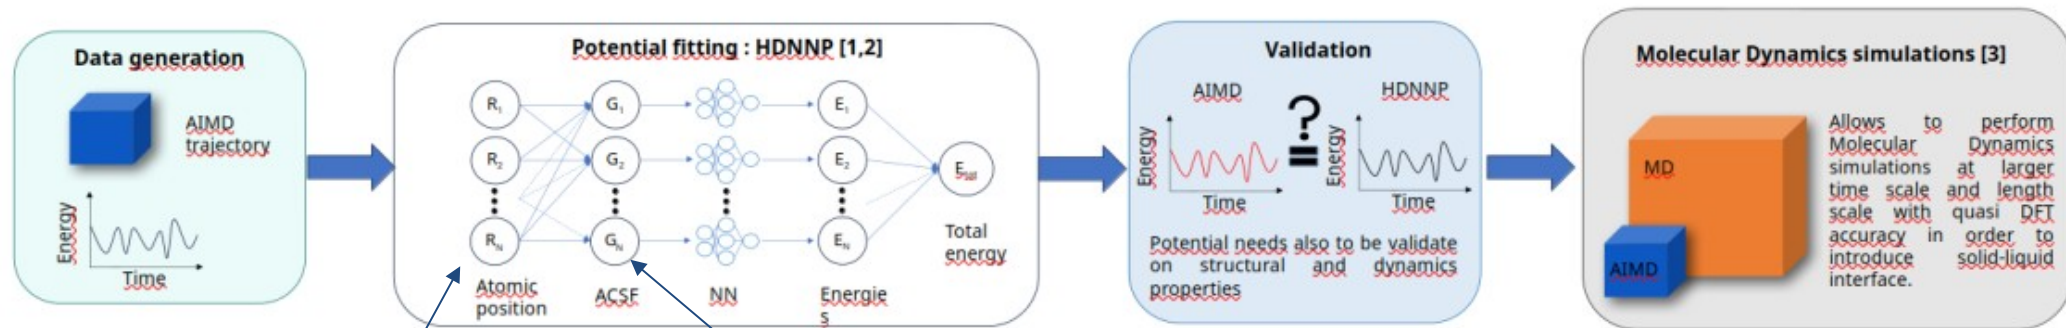 Data generation
AIMD
trajectory
Energy
Time
Potential fitting : HDNNP [1,2]
R1
G1
E1
R2
G2
E2
RN
GN
EN
Total
energy
Atomic
position
ACSF
NN
Energie
s
Validation
AIMD
HDNNP
?
=
Energy
Time
Energy
Time
Potential needs also to be validate
on structural and dynamics
properties
Molecular Dynamics simulations [3]
MD
AIMD
Allows to perform
Molecular Dynamics
simulations at larger
time scale and length
scale with quasi DFT
accuracy in order to
introduce solid-liquid
interface.